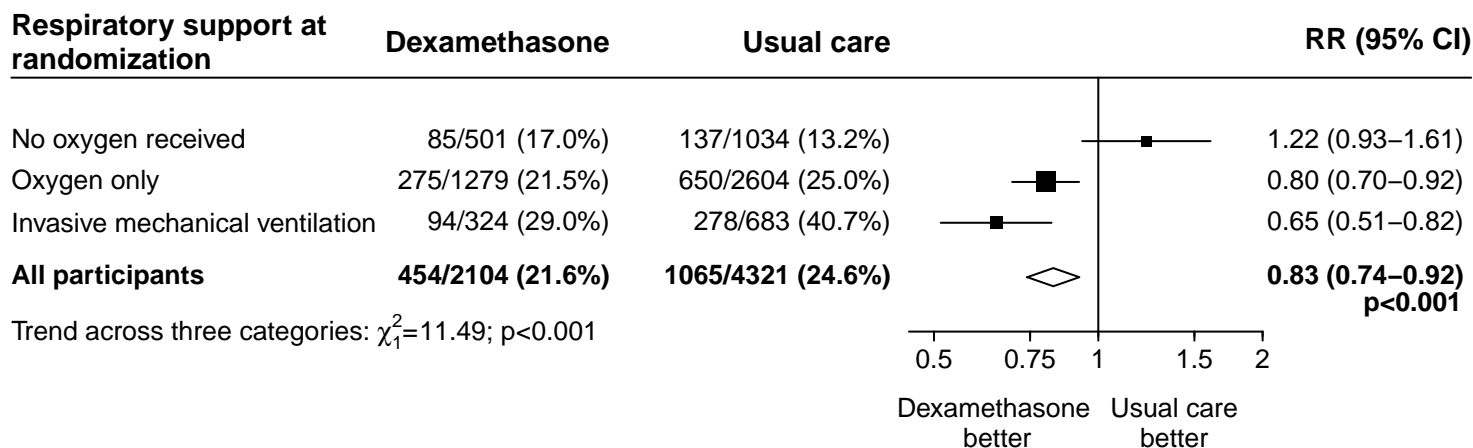 Respiratory support at randomization Dexamethasone Usual care RR (95% CI)
No oxygen received 85/501 (17.0%) 137/1034 (13.2%) 1.22 (0.93−1.61)
Oxygen only 275/1279 (21.5%) 650/2604 (25.0%) 0.80 (0.70−0.92)
Invasive mechanical ventilation 94/324 (29.0%) 278/683 (40.7%) 0.65 (0.51−0.82)
All participants 454/2104 (21.6%) 1065/4321 (24.6%) 0.83 (0.74−0.92)
p<0.001
Trend across three categories: χ²₁=11.49; p<0.001
0.5 0.75 1 1.5 2
Dexamethasone better
Usual care better